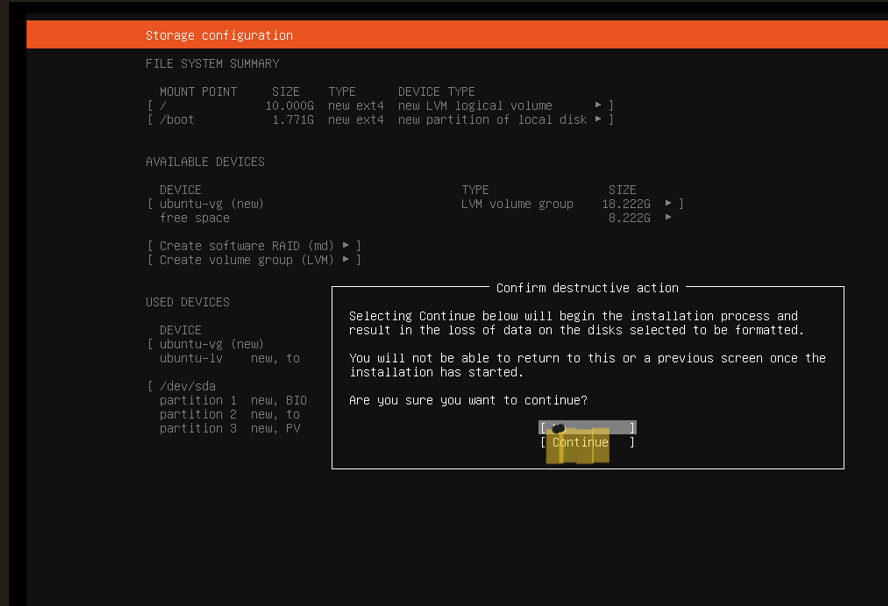 Storage configuration
FILE SYSTEM SUMMARY
MOUNT POINT SIZE TYPE DEVICE TYPE
[ / 10.000G new ext4 new LVM logical volume ▸ ]
[ /boot 1.771G new ext4 new partition of local disk ▸ ]
AVAILABLE DEVICES
DEVICE TYPE SIZE
[ ubuntu-vg (new) LVM volume group 18.222G ▸ ]
free space 8.222G ▸
[ Create software RAID (md) ▸ ]
[ Create volume group (LVM) ▸ ]
USED DEVICES
DEVICE
[ ubuntu-vg (new)
ubuntu-lv new, to
[ /dev/sda
partition 1 new, BIO
partition 2 new, to
partition 3 new, PV
Confirm destructive action
Selecting Continue below will begin the installation process and
result in the loss of data on the disks selected to be formatted.
You will not be able to return to this or a previous screen once the
installation has started.
Are you sure you want to continue?
[ ]
[ Continue ]